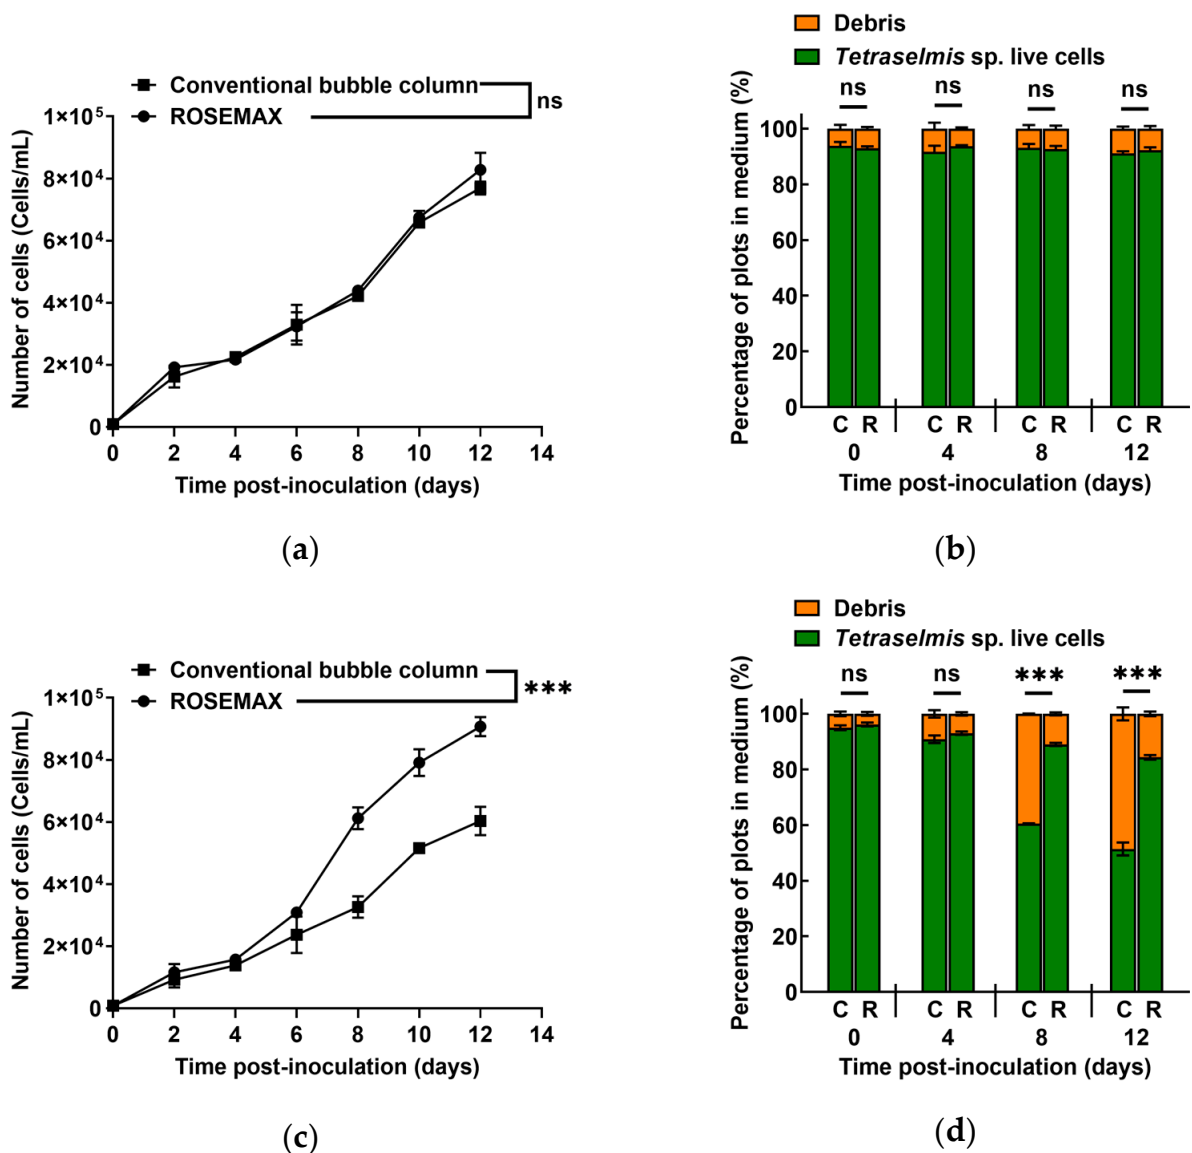 Conventional bubble column
ROSEMAX
ns
Number of cells (Cells/mL)
1×10⁵
8×10⁴
6×10⁴
4×10⁴
2×10⁴
0
0 2 4 6 8 10 12 14
Time post-inoculation (days)
(a)
Debris
Tetraselmis sp. live cells
ns ns ns ns
Percentage of plots in medium (%)
100
80
60
40
20
0
C R C R C R C R
0 4 8 12
Time post-inoculation (days)
(b)
Conventional bubble column
ROSEMAX
***
Number of cells (Cells/mL)
1×10⁵
8×10⁴
6×10⁴
4×10⁴
2×10⁴
0
0 2 4 6 8 10 12 14
Time post-inoculation (days)
(c)
Debris
Tetraselmis sp. live cells
ns ns *** ***
Percentage of plots in medium (%)
100
80
60
40
20
0
C R C R C R C R
0 4 8 12
Time post-inoculation (days)
(d)